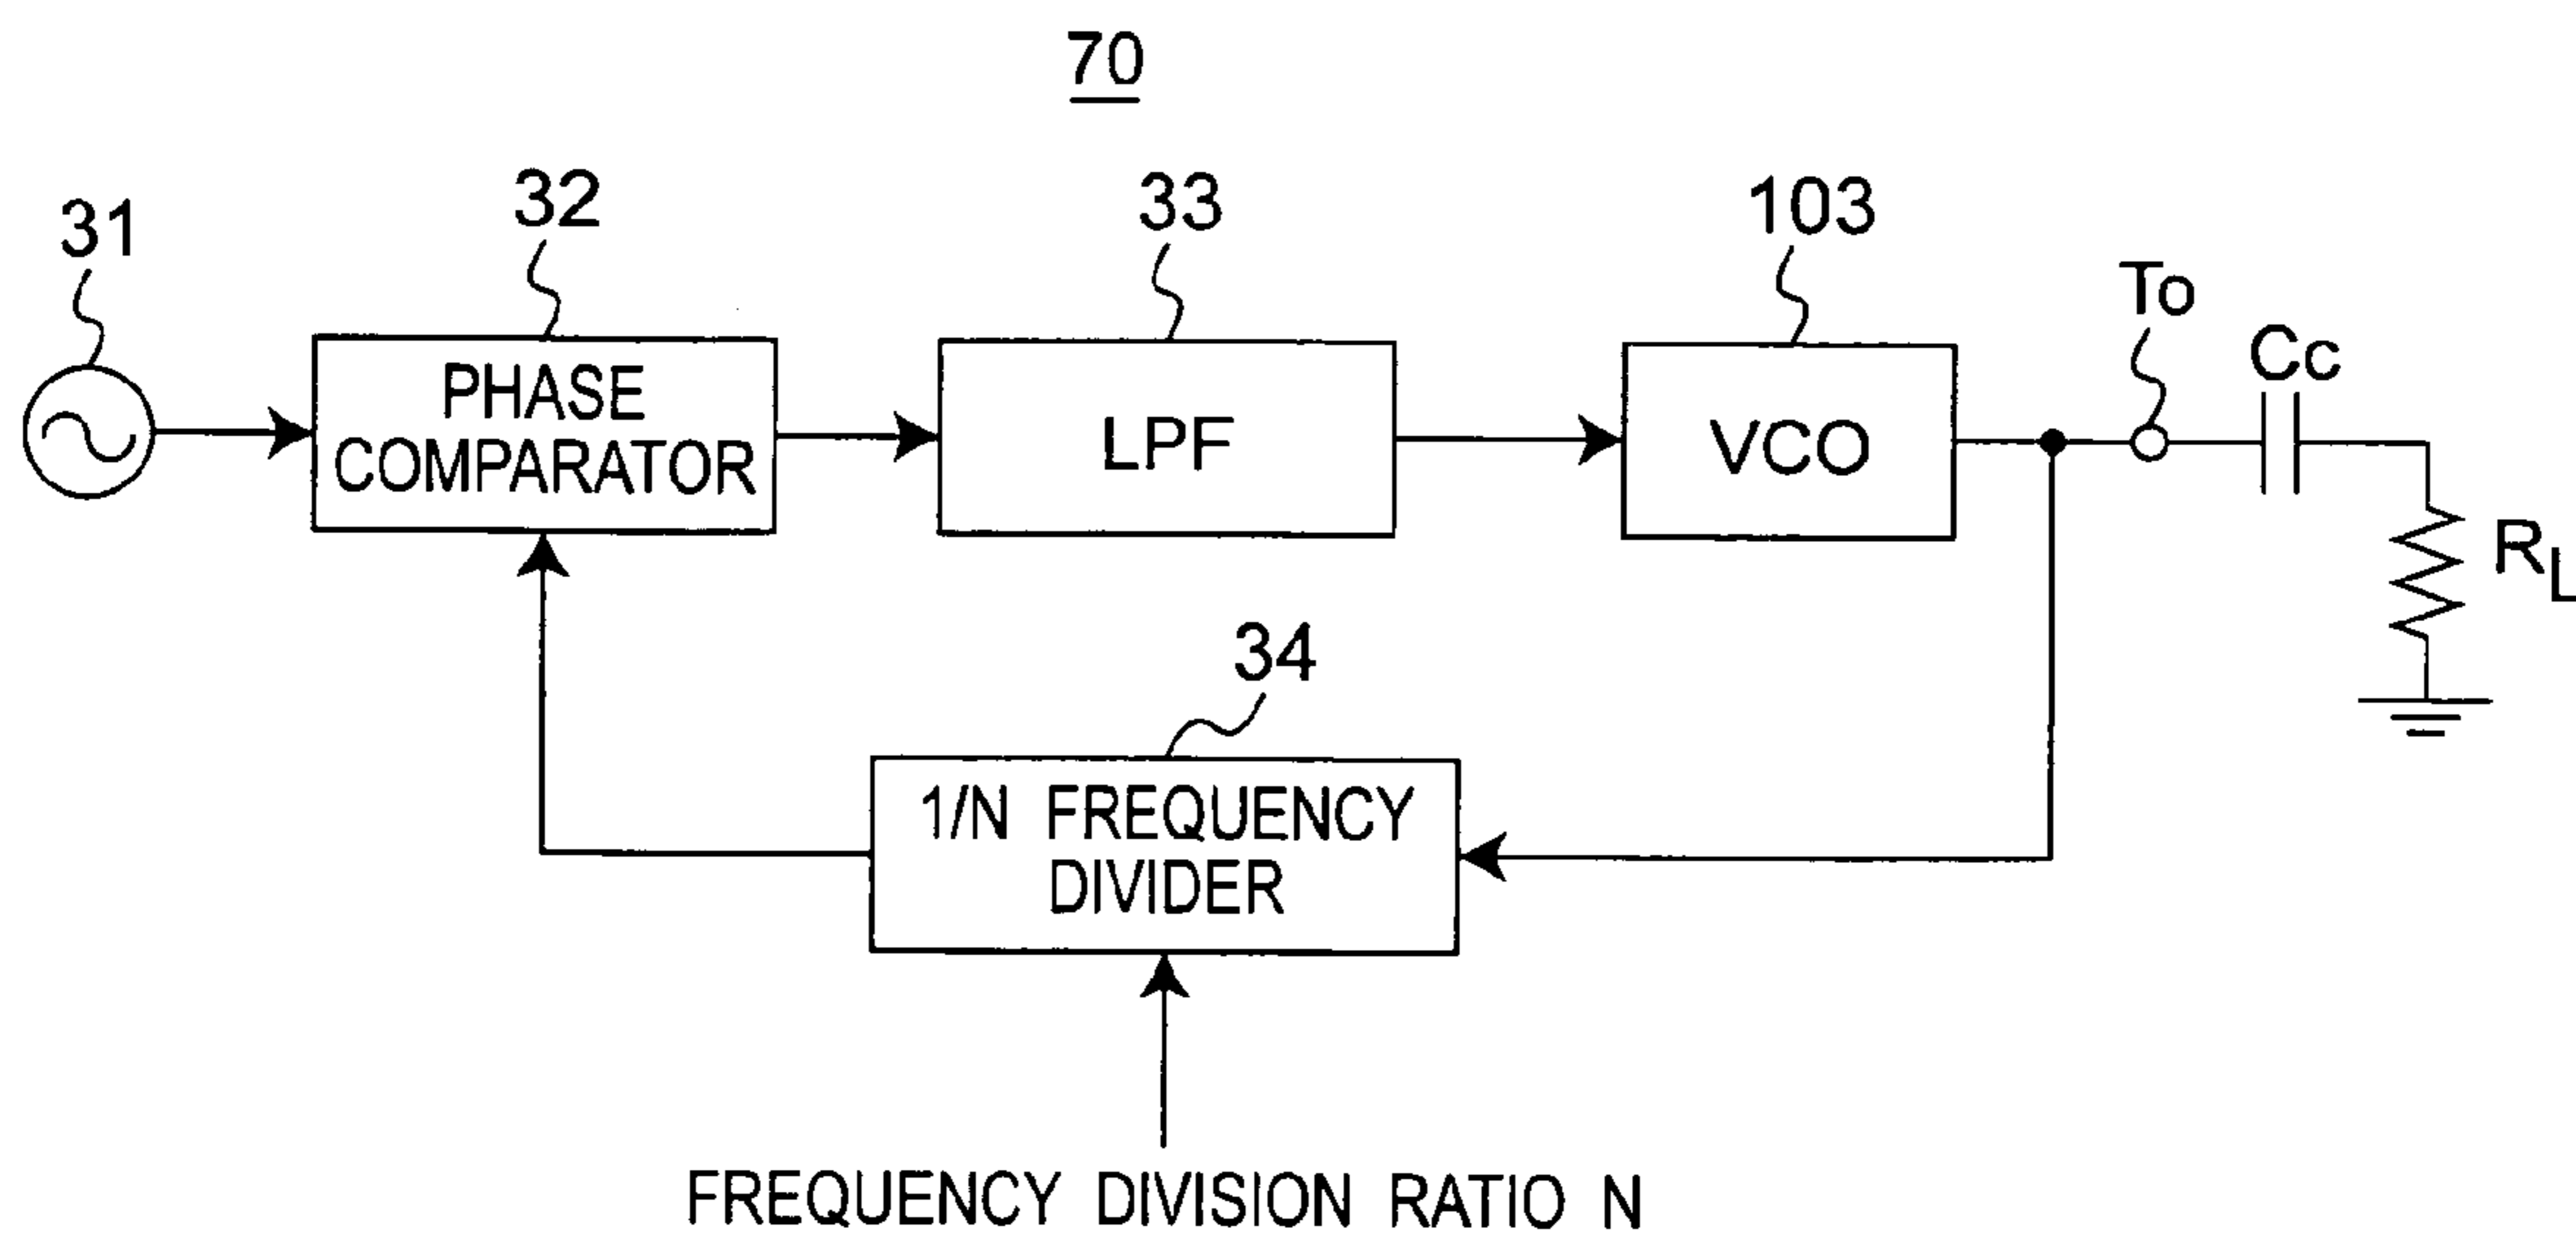 70
31
32
33
103
To
Cc
PHASE
COMPARATOR
LPF
VCO
RL
34
1/N FREQUENCY
DIVIDER
FREQUENCY DIVISION RATIO N